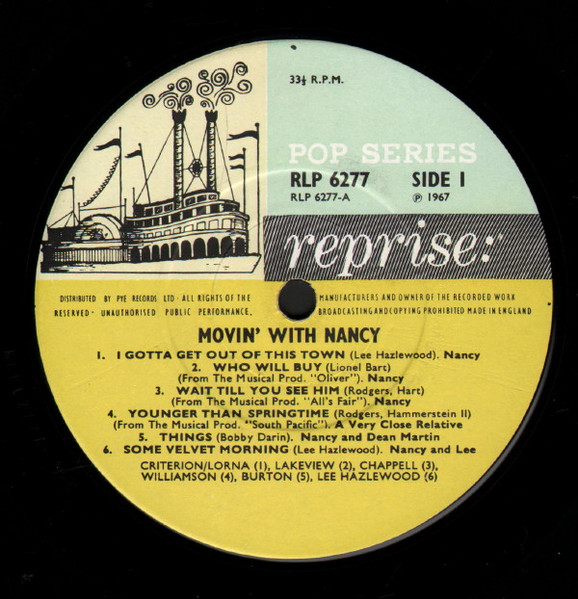 33⅓ R.P.M.
POP SERIES
RLP 6277 SIDE 1
RLP 6277-A ℗ 1967
reprise:
DISTRIBUTED BY PYE RECORDS LTD · ALL RIGHTS OF THE MANUFACTURERS AND OWNER OF THE RECORDED WORK
RESERVED · UNAUTHORISED PUBLIC PERFORMANCE, BROADCASTING AND COPYING PROHIBITED MADE IN ENGLAND
MOVIN' WITH NANCY
1. I GOTTA GET OUT OF THIS TOWN (Lee Hazlewood). Nancy
2. WHO WILL BUY (Lionel Bart)
(From The Musical Prod. "Oliver"). Nancy
3. WAIT TILL YOU SEE HIM (Rodgers, Hart)
(From The Musical Prod. "All's Fair"). Nancy
4. YOUNGER THAN SPRINGTIME (Rodgers, Hammerstein II)
(From The Musical Prod. "South Pacific"). A Very Close Relative
5. THINGS (Bobby Darin). Nancy and Dean Martin
6. SOME VELVET MORNING (Lee Hazlewood). Nancy and Lee
CRITERION/LORNA (1), LAKEVIEW (2), CHAPPELL (3),
WILLIAMSON (4), BURTON (5), LEE HAZLEWOOD (6)